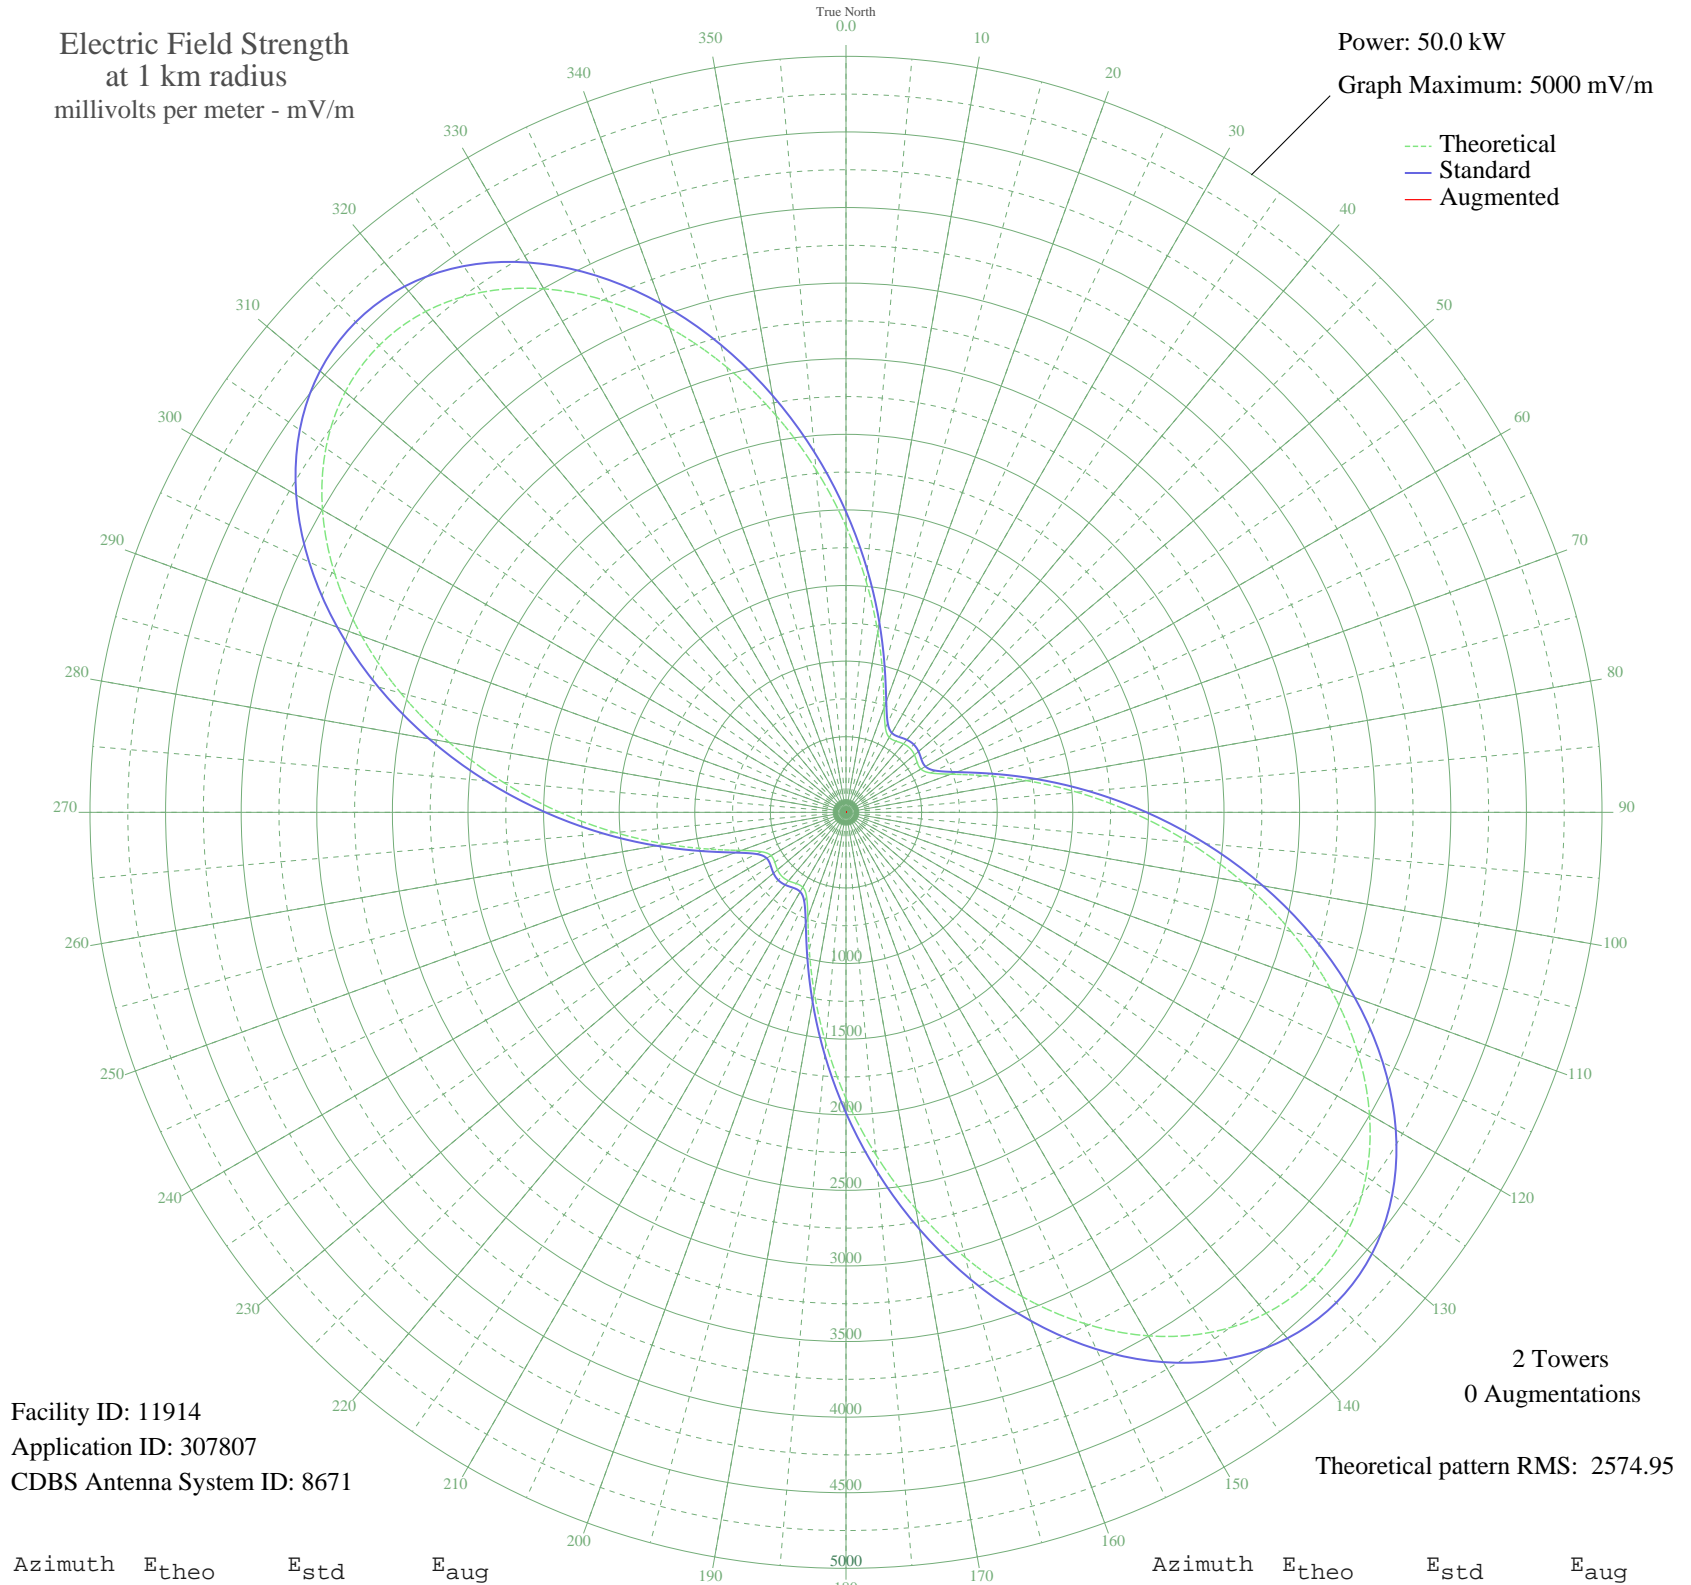 True North
Electric Field Strength
at 1 km radius
millivolts per meter - mV/m
Power: 50.0 kW
Graph Maximum: 5000 mV/m
Theoretical
Standard
Augmented
0.0
10
20
30
40
50
60
70
80
90
100
110
120
130
140
150
160
170
180
190
200
210
220
230
240
250
260
270
280
290
300
310
320
330
340
350
1000
1500
2000
2500
3000
3500
4000
4500
5000
2 Towers
0 Augmentations
Facility ID: 11914
Application ID: 307807
CDBS Antenna System ID: 8671
Theoretical pattern RMS: 2574.95
Azimuth Etheo Estd Eaug Azimuth Etheo Estd Eaug